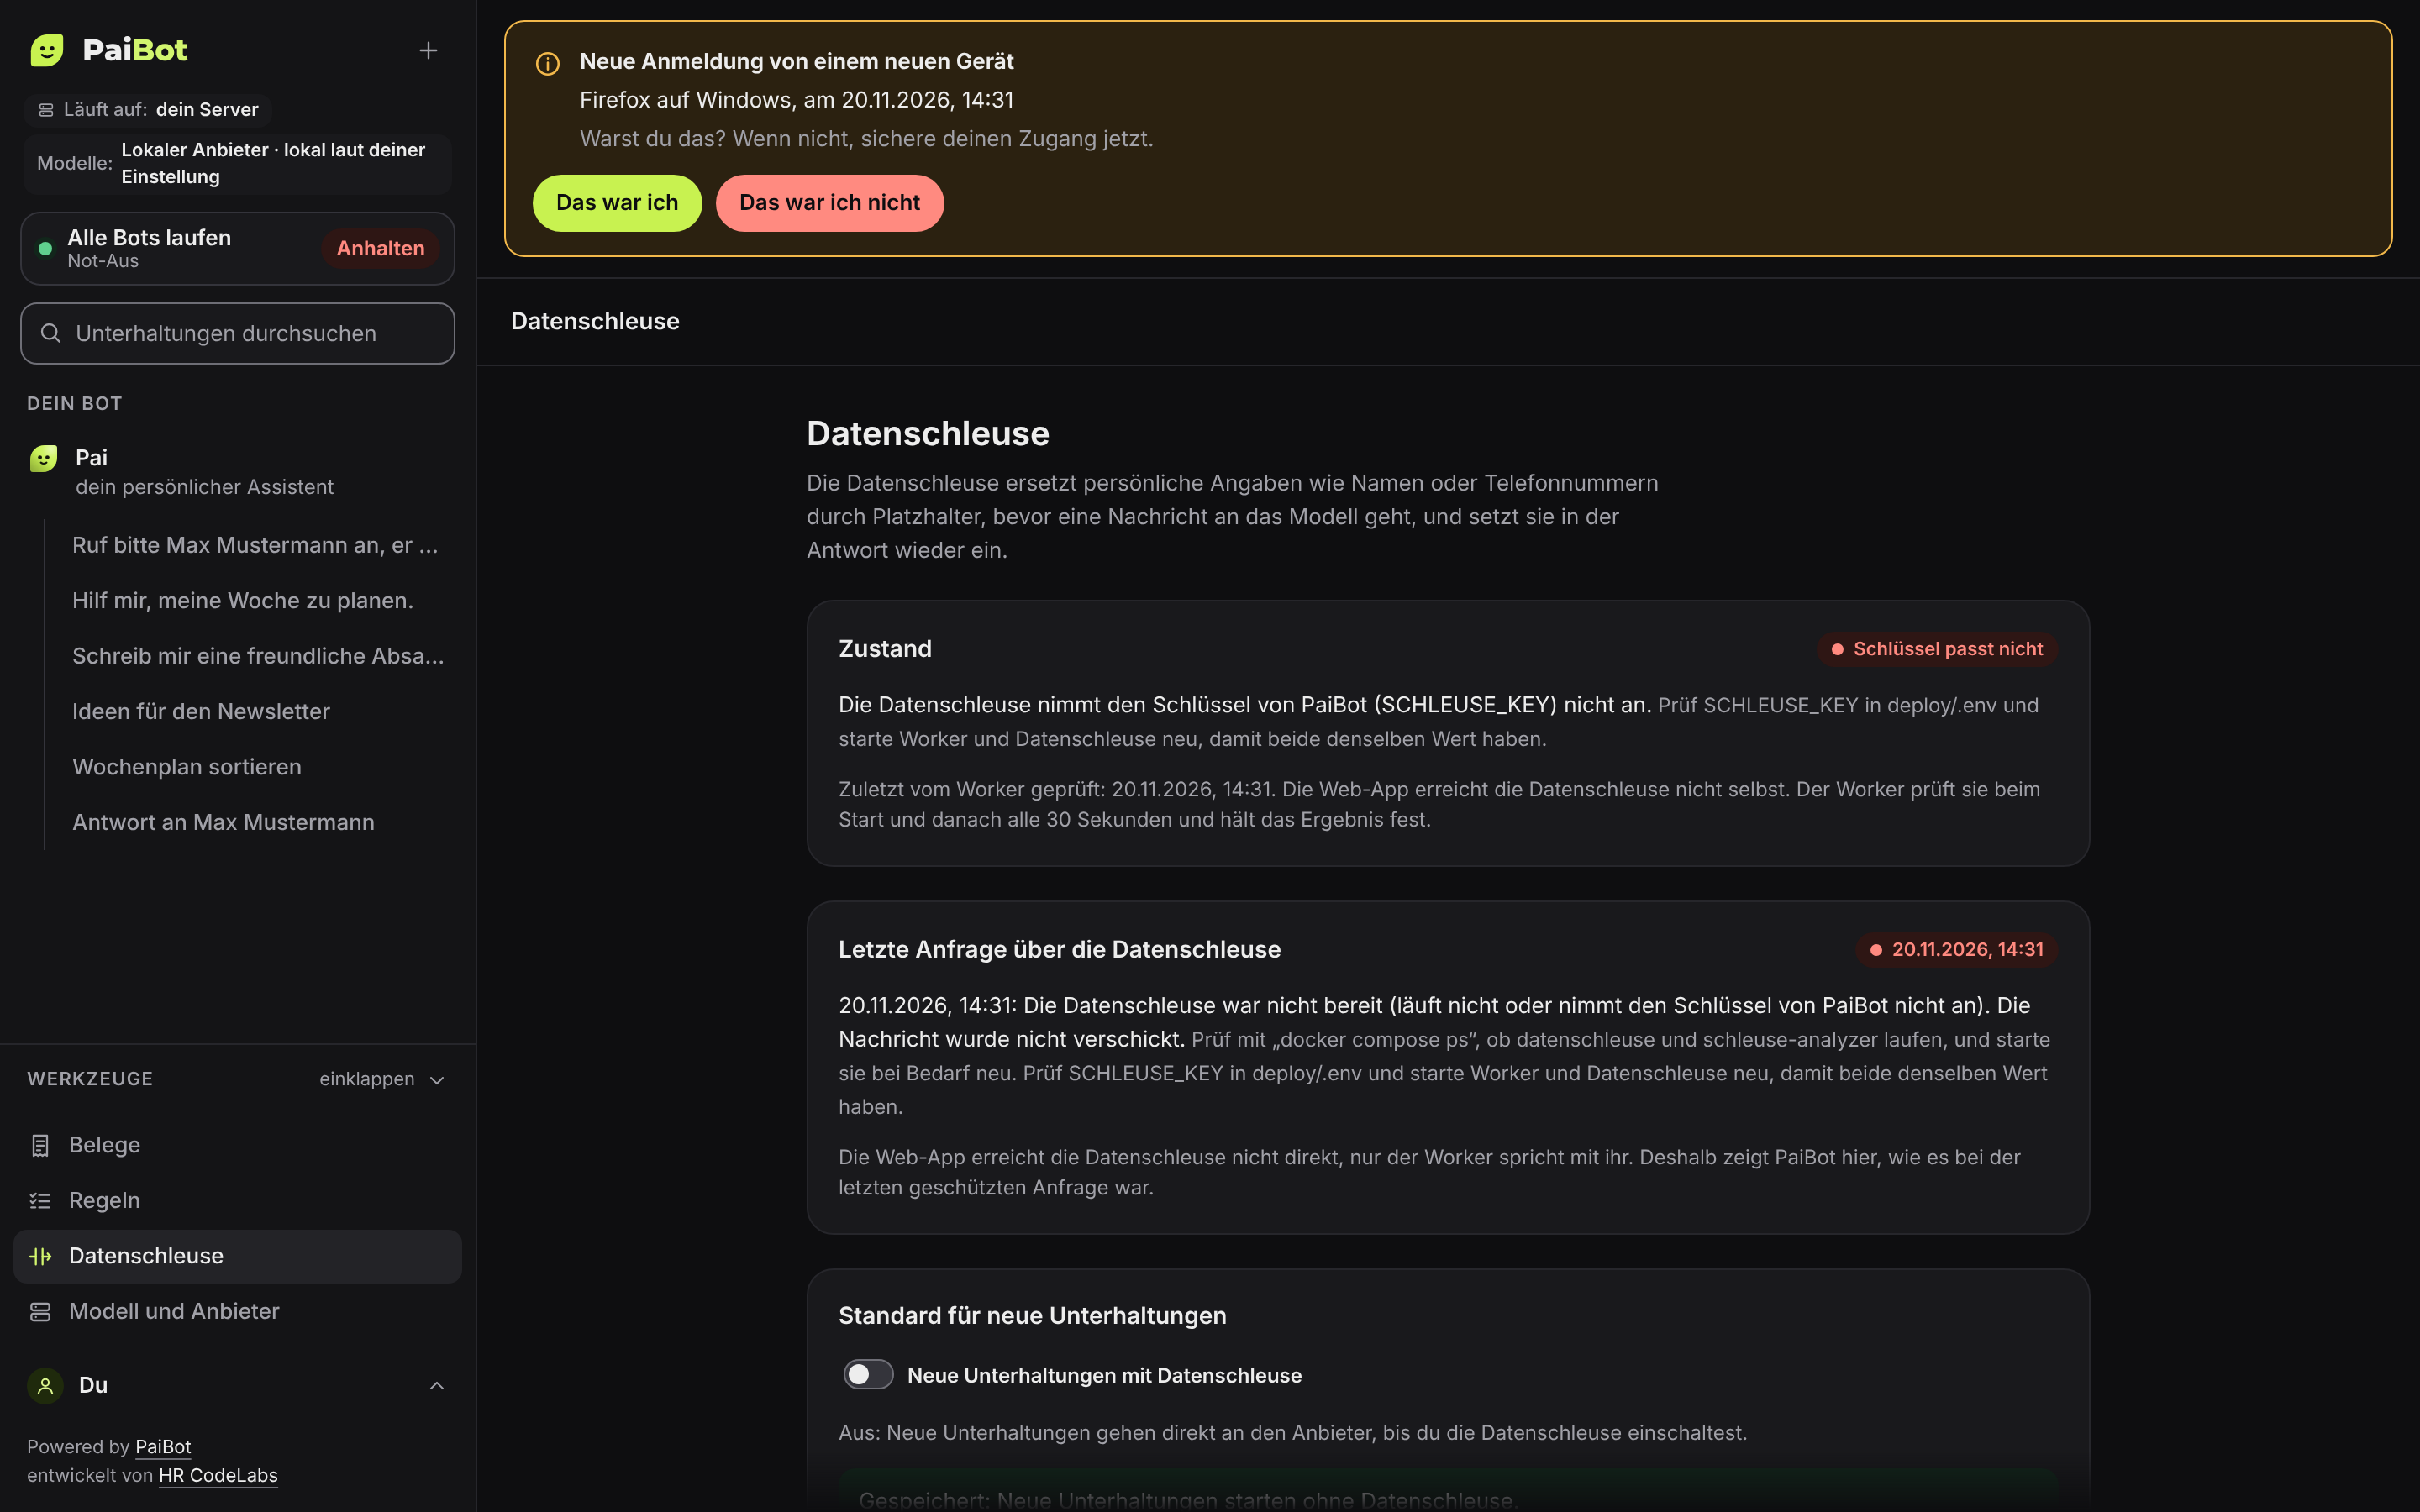 PaiBot
Läuft auf: dein Server
Modelle: Lokaler Anbieter · lokal laut deiner
Einstellung
Alle Bots laufen
Not-Aus
Anhalten
Unterhaltungen durchsuchen
DEIN BOT
Pai
dein persönlicher Assistent
Ruf bitte Max Mustermann an, er ...
Hilf mir, meine Woche zu planen.
Schreib mir eine freundliche Absa...
Ideen für den Newsletter
Wochenplan sortieren
Antwort an Max Mustermann
WERKZEUGE
einklappen
Belege
Regeln
Datenschleuse
Modell und Anbieter
Du
Powered by PaiBot
entwickelt von HR CodeLabs
Neue Anmeldung von einem neuen Gerät
Firefox auf Windows, am 20.11.2026, 14:31
Warst du das? Wenn nicht, sichere deinen Zugang jetzt.
Das war ich
Das war ich nicht
Datenschleuse
Datenschleuse
Die Datenschleuse ersetzt persönliche Angaben wie Namen oder Telefonnummern
durch Platzhalter, bevor eine Nachricht an das Modell geht, und setzt sie in der
Antwort wieder ein.
Zustand
Schlüssel passt nicht
Die Datenschleuse nimmt den Schlüssel von PaiBot (SCHLEUSE_KEY) nicht an. Prüf SCHLEUSE_KEY in deploy/.env und
starte Worker und Datenschleuse neu, damit beide denselben Wert haben.
Zuletzt vom Worker geprüft: 20.11.2026, 14:31. Die Web-App erreicht die Datenschleuse nicht selbst. Der Worker prüft sie beim
Start und danach alle 30 Sekunden und hält das Ergebnis fest.
Letzte Anfrage über die Datenschleuse
20.11.2026, 14:31
20.11.2026, 14:31: Die Datenschleuse war nicht bereit (läuft nicht oder nimmt den Schlüssel von PaiBot nicht an). Die
Nachricht wurde nicht verschickt. Prüf mit „docker compose ps“, ob datenschleuse und schleuse-analyzer laufen, und starte
sie bei Bedarf neu. Prüf SCHLEUSE_KEY in deploy/.env und starte Worker und Datenschleuse neu, damit beide denselben Wert
haben.
Die Web-App erreicht die Datenschleuse nicht direkt, nur der Worker spricht mit ihr. Deshalb zeigt PaiBot hier, wie es bei der
letzten geschützten Anfrage war.
Standard für neue Unterhaltungen
Neue Unterhaltungen mit Datenschleuse
Aus: Neue Unterhaltungen gehen direkt an den Anbieter, bis du die Datenschleuse einschaltest.
Gespeichert: Neue Unterhaltungen starten ohne Datenschleuse.